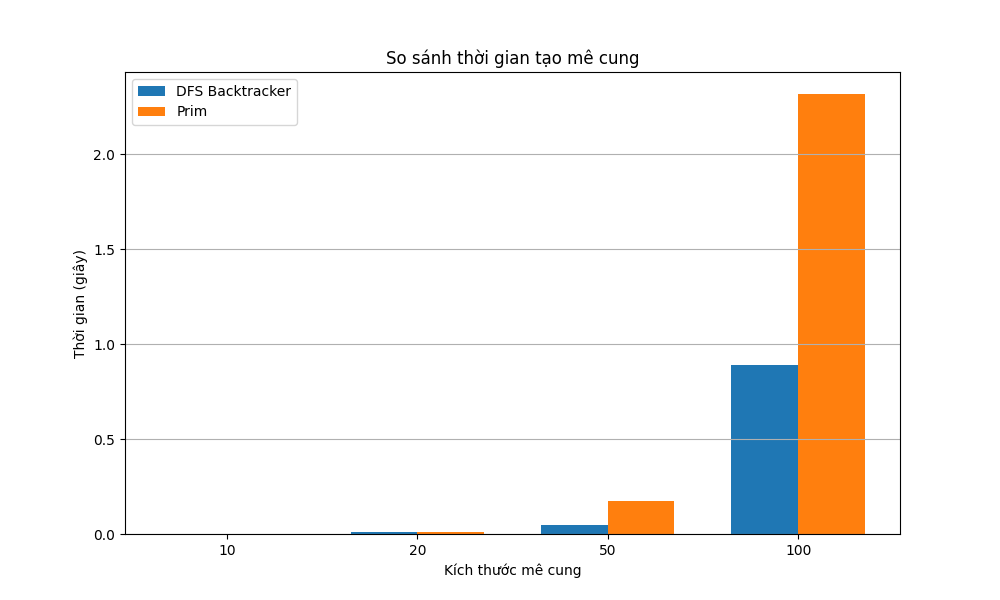 So sánh thời gian tạo mê cung
DFS Backtracker
Prim
2.0
1.5
1.0
0.5
0.0
Thời gian (giây)
10 20 50 100
Kích thước mê cung